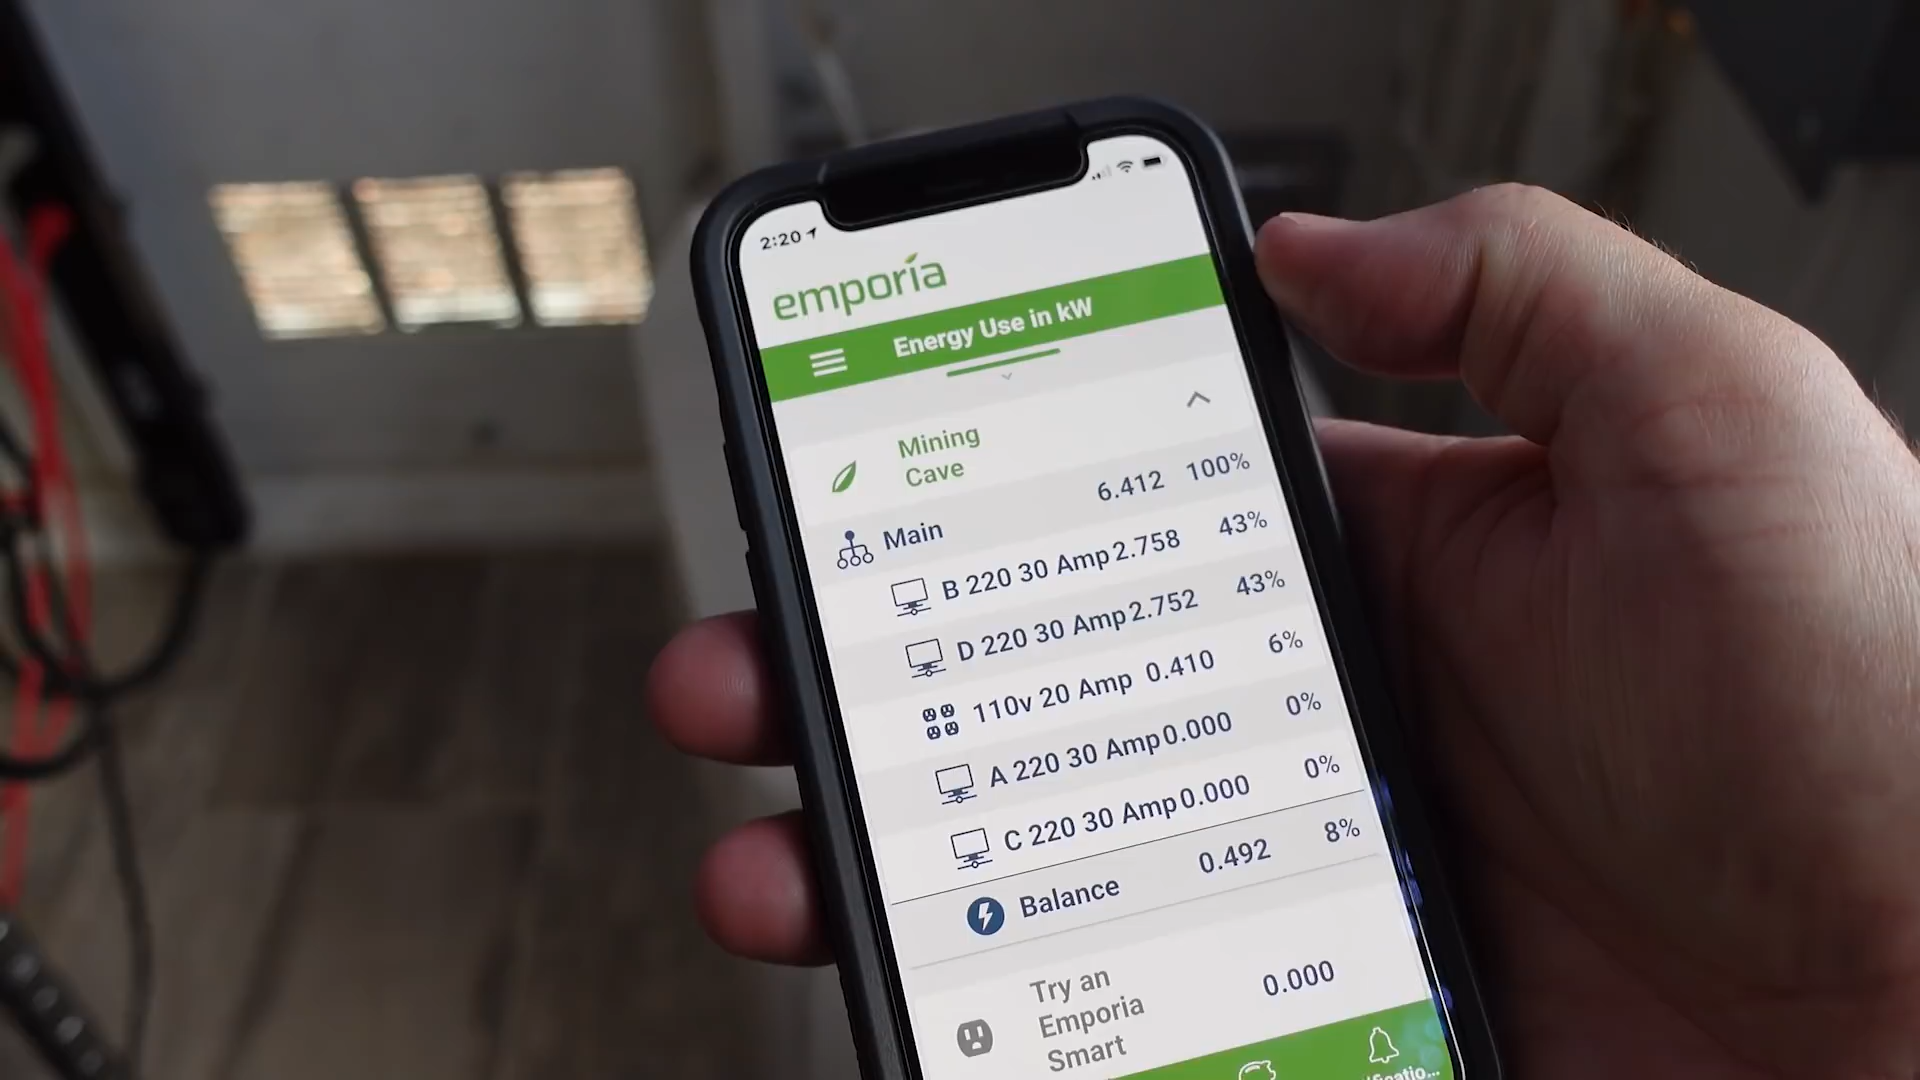 2:20
emporia
Energy Use in kW
Mining
Cave
Main 6.412 100%
B 220 30 Amp 2.758 43%
D 220 30 Amp 2.752 43%
110v 20 Amp 0.410 6%
A 220 30 Amp 0.000 0%
C 220 30 Amp 0.000 0%
Balance 0.492 8%
Try an
Emporia
Smart
0.000